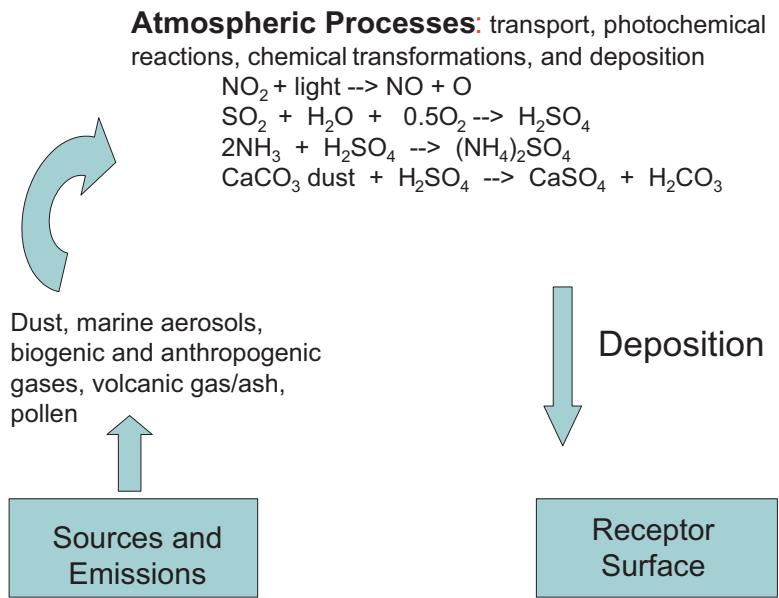 Atmospheric Processes: transport, photochemical
reactions, chemical transformations, and deposition
NO₂ + light --> NO + O
SO₂ + H₂O + 0.5O₂ --> H₂SO₄
2NH₃ + H₂SO₄ --> (NH₄)₂SO₄
CaCO₃ dust + H₂SO₄ --> CaSO₄ + H₂CO₃
Dust, marine aerosols,
biogenic and anthropogenic
gases, volcanic gas/ash,
pollen
Deposition
Sources and
Emissions
Receptor
Surface